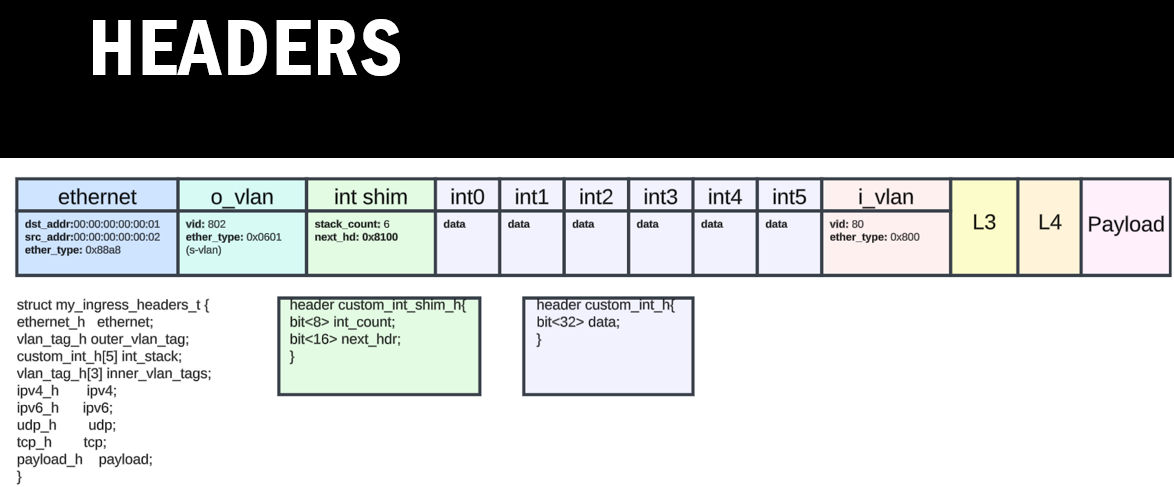 HEADERS
ethernet o_vlan int shim int0 int1 int2 int3 int4 int5 i_vlan L3 L4 Payload
dst_addr:00:00:00:00:00:01
src_addr:00:00:00:00:00:02
ether_type: 0x88a8
vid: 802
ether_type: 0x0601
(s-vlan)
stack_count: 6
next_hd: 0x8100
data data data data data data
vid: 80
ether_type: 0x800
struct my_ingress_headers_t {
ethernet_h ethernet;
vlan_tag_h outer_vlan_tag;
custom_int_h[5] int_stack;
vlan_tag_h[3] inner_vlan_tags;
ipv4_h ipv4;
ipv6_h ipv6;
udp_h udp;
tcp_h tcp;
payload_h payload;
}
header custom_int_shim_h{
bit<8> int_count;
bit<16> next_hdr;
}
header custom_int_h{
bit<32> data;
}